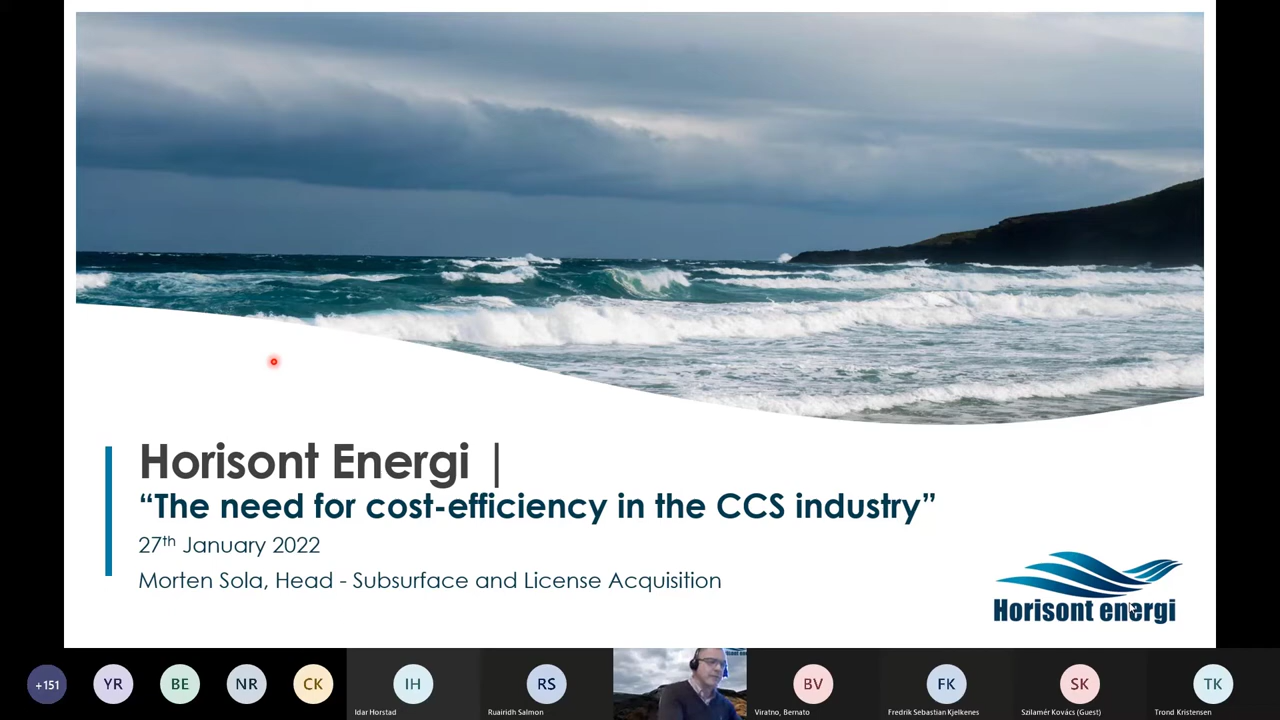 Horisont Energi |
“The need for cost-efficiency in the CCS industry”
27th January 2022
Morten Sola, Head - Subsurface and License Acquisition
Horisont energi
+151
YR
BE
NR
CK
IH
Idar Horstad
RS
Ruairidh Salmon
BV
Viratno, Bernato
FK
Fredrik Sebastian Kjelkenes
SK
Szilamér Kovács (Guest)
TK
Trond Kristensen